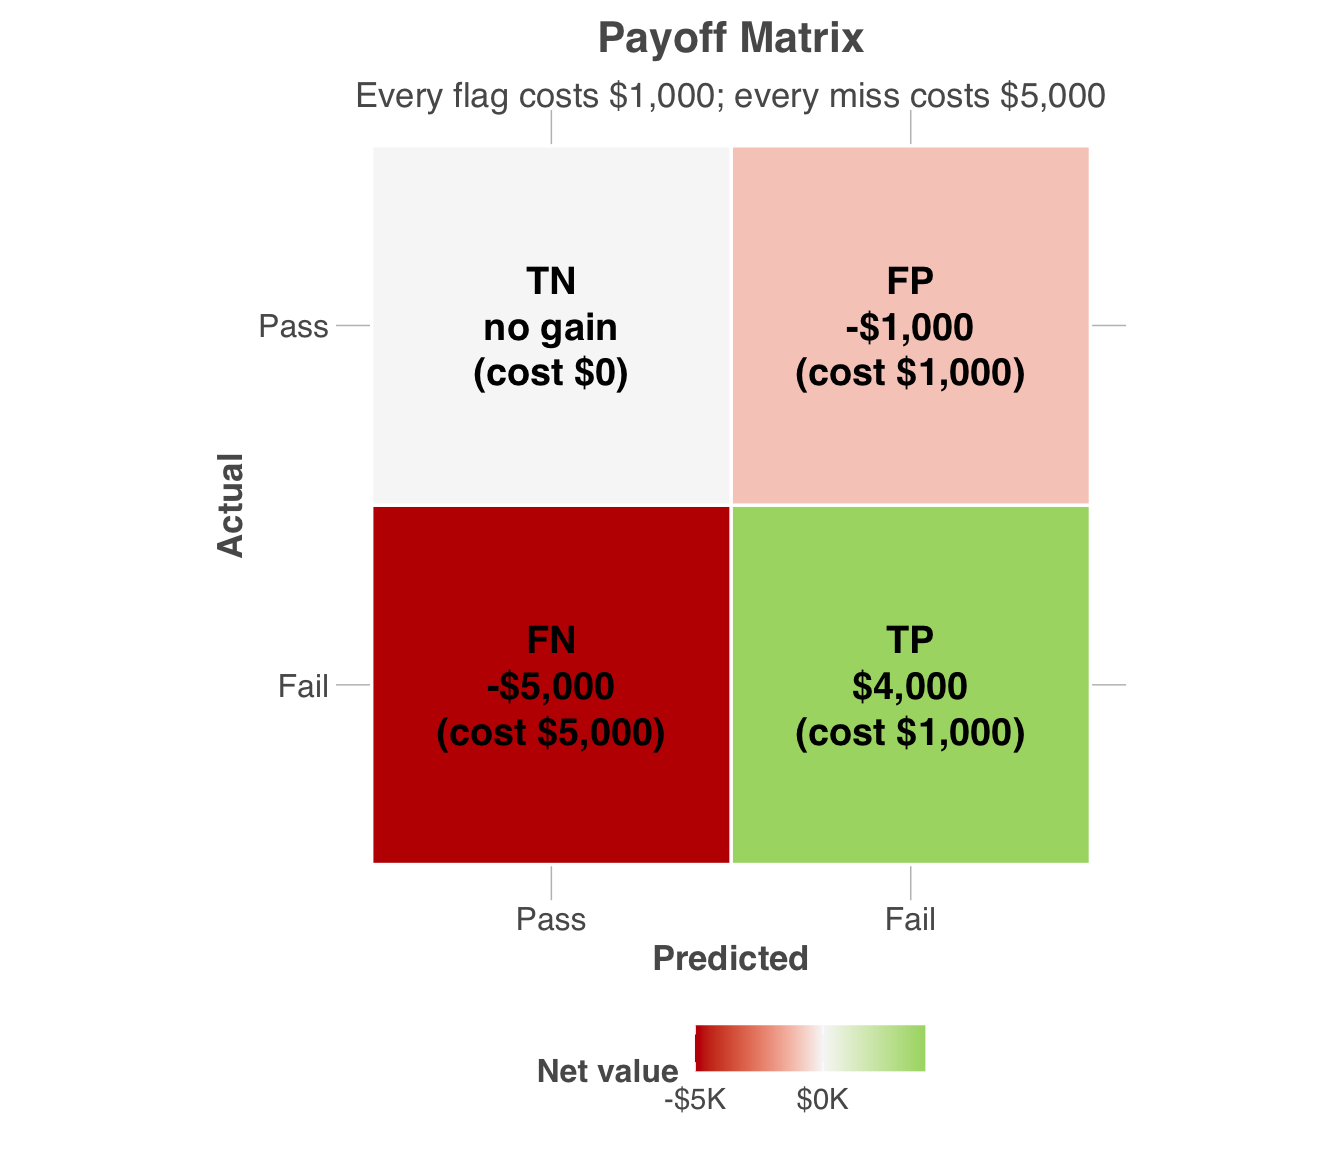 Payoff Matrix
Every flag costs $1,000; every miss costs $5,000
TN
no gain
(cost $0)
FP
-$1,000
(cost $1,000)
Pass
Actual
FN
-$5,000
(cost $5,000)
TP
$4,000
(cost $1,000)
Fail
Pass
Fail
Predicted
Net value
-$5K
$0K